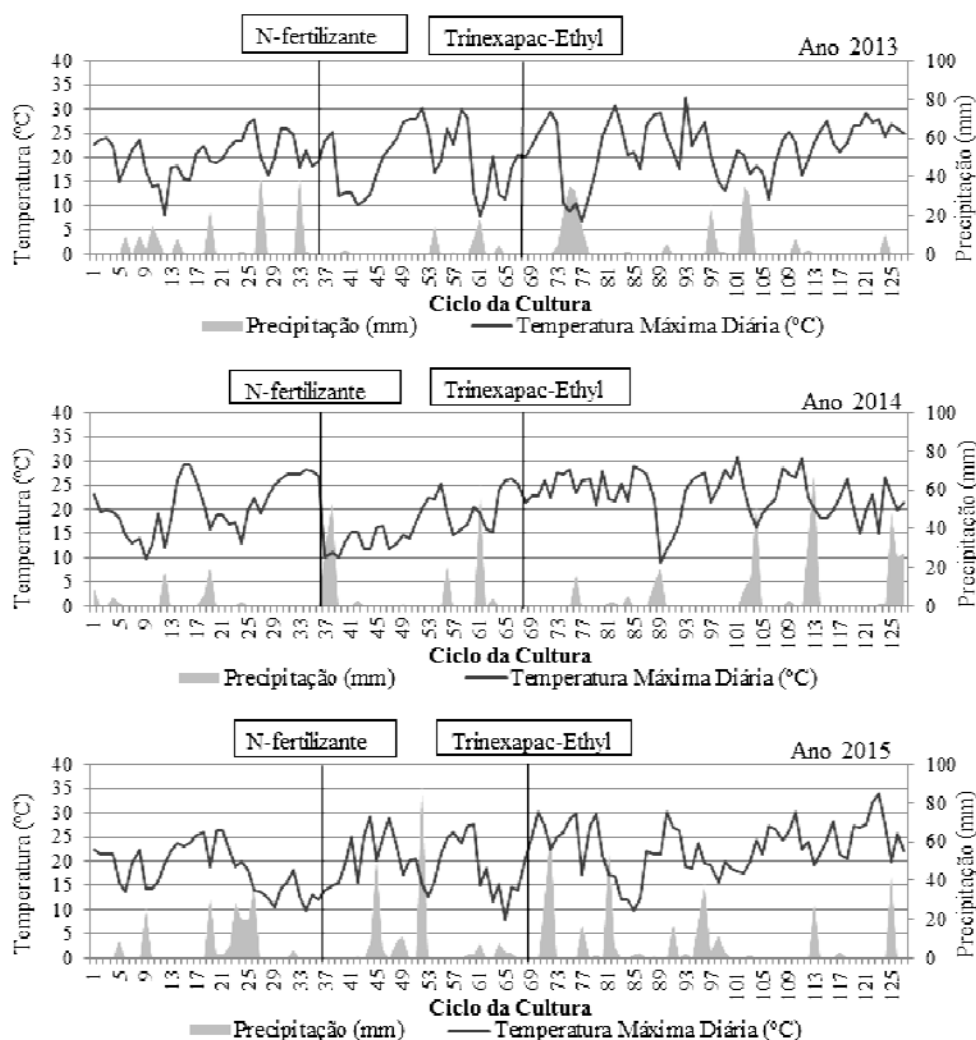 N-fertilizante Trinexapac-Ethyl Ano 2013
Temperatura (ºC)
40
35
30
25
20
15
10
5
0
100
80
60
40
20
0
Precipitação (mm)
1 5 9 13 17 21 25 29 33 37 41 45 49 53 57 61 65 69 73 77 81 85 89 93 97 101 105 109 113 117 121 125
Ciclo da Cultura
Precipitação (mm) Temperatura Máxima Diária (ºC)
N-fertilizante Trinexapac-Ethyl Ano 2014
Temperatura (ºC)
40
35
30
25
20
15
10
5
0
100
80
60
40
20
0
Precipitação (mm)
1 5 9 13 17 21 25 29 33 37 41 45 49 53 57 61 65 69 73 77 81 85 89 93 97 101 105 109 113 117 121 125
Ciclo da Cultura
Precipitação (mm) Temperatura Máxima Diária (ºC)
N-fertilizante Trinexapac-Ethyl Ano 2015
Temperatura (ºC)
40
35
30
25
20
15
10
5
0
100
80
60
40
20
0
Precipitação (mm)
1 5 9 13 17 21 25 29 33 37 41 45 49 53 57 61 65 69 73 77 81 85 89 93 97 101 105 109 113 117 121 125
Ciclo da Cultura
Precipitação (mm) Temperatura Máxima Diária (ºC)